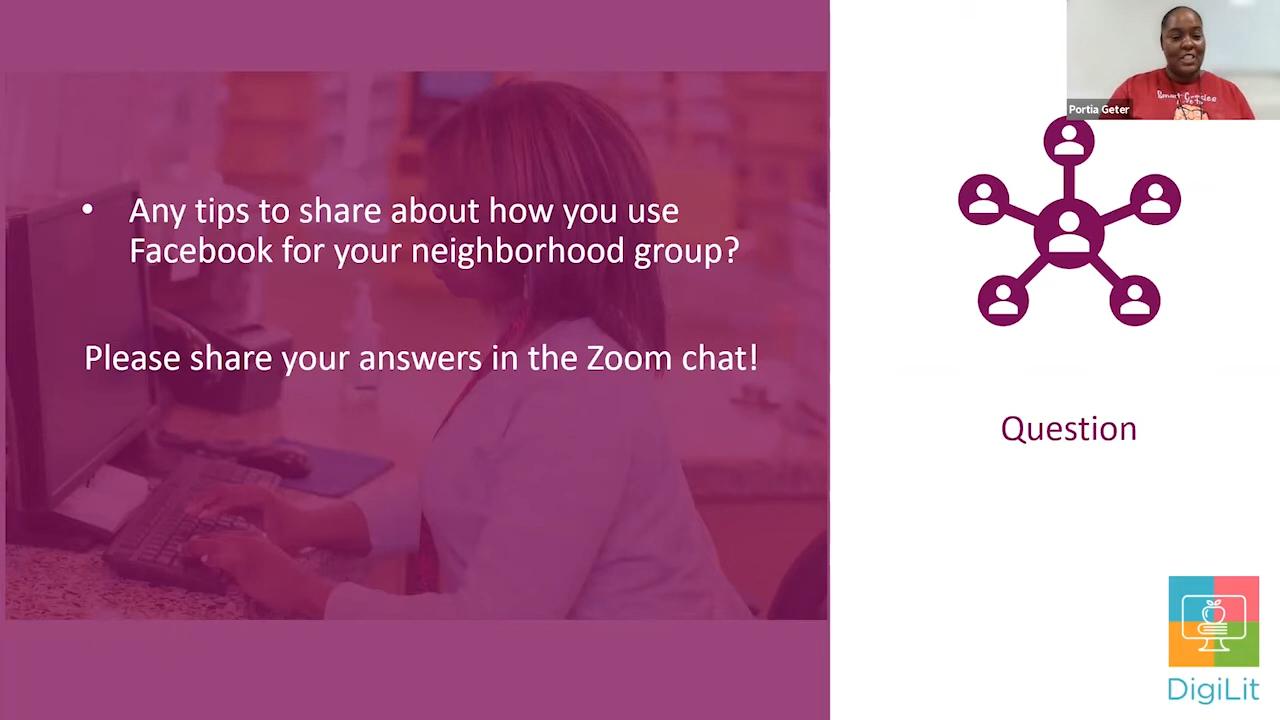 Portia Geter
• Any tips to share about how you use
Facebook for your neighborhood group?
Please share your answers in the Zoom chat!
Question
DigiLit